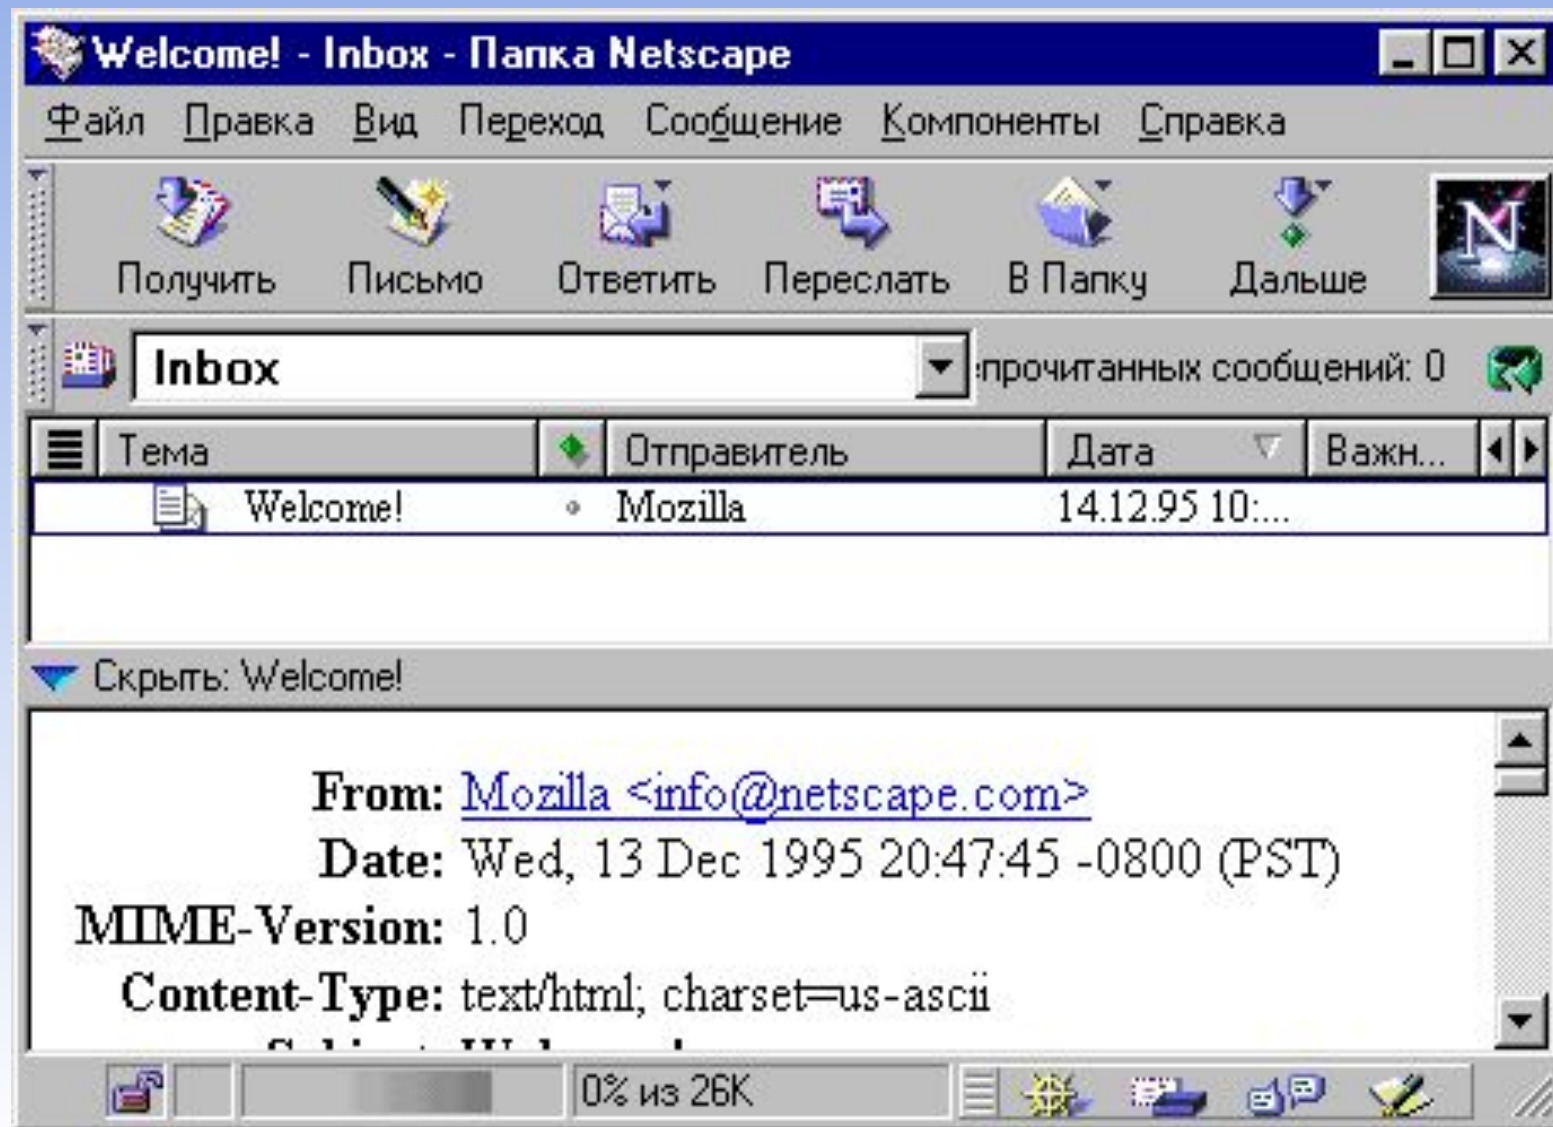 Welcome! - Inbox - Папка Netscape
Файл Правка Вид Переход Сообщение Компоненты Справка
Получить Письмо Ответить Переслать В Папку Дальше N
Inbox прочитанных сообщений: 0
Тема Отправитель Дата Важн...
Welcome! Mozilla 14.12.95 10:...
Скрыть: Welcome!
From: Mozilla <info@netscape.com>
Date: Wed, 13 Dec 1995 20:47:45 -0800 (PST)
MIME-Version: 1.0
Content-Type: text/html; charset=us-ascii
0% из 26K